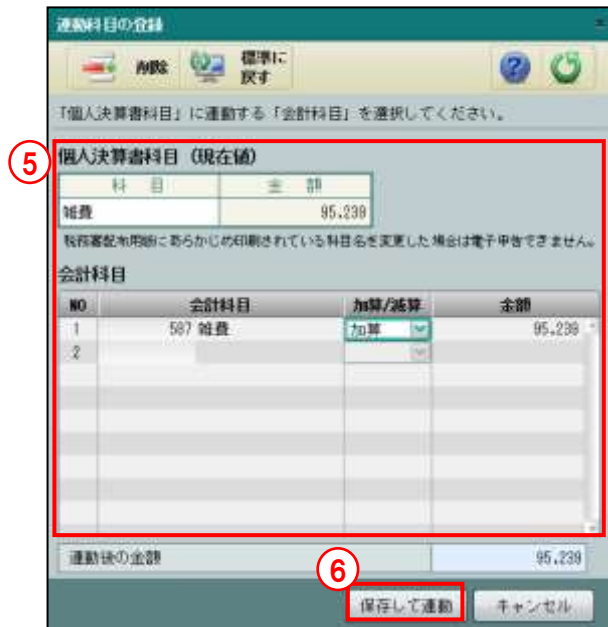 連動科目の登録
削除 標準に
戻す
「個人決算書科目」に連動する「会計科目」を選択してください。
⑤
個人決算書科目（現在値）
科 目 金 額
雑費 95,239
税務署配布用紙にあらかじめ印刷されている科目名を変更した場合は電子申告できません。
会計科目
NO 会計科目 加算/減算 金額
1 587 雑費 加算 95,239
2
連動後の金額 95,239
⑥
保存して連動 キャンセル